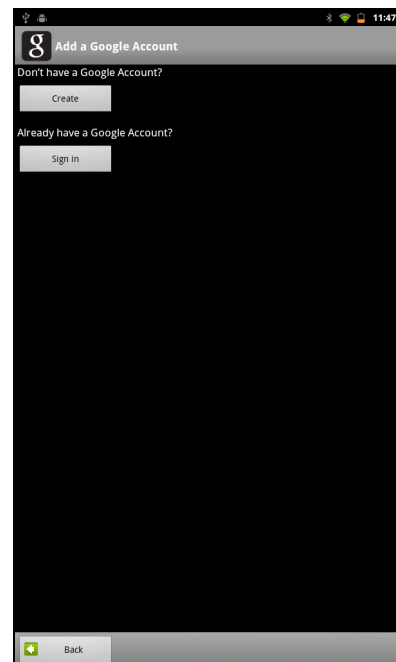 11:47
g Add a Google Account
Don't have a Google Account?
Create
Already have a Google Account?
Sign in
Back